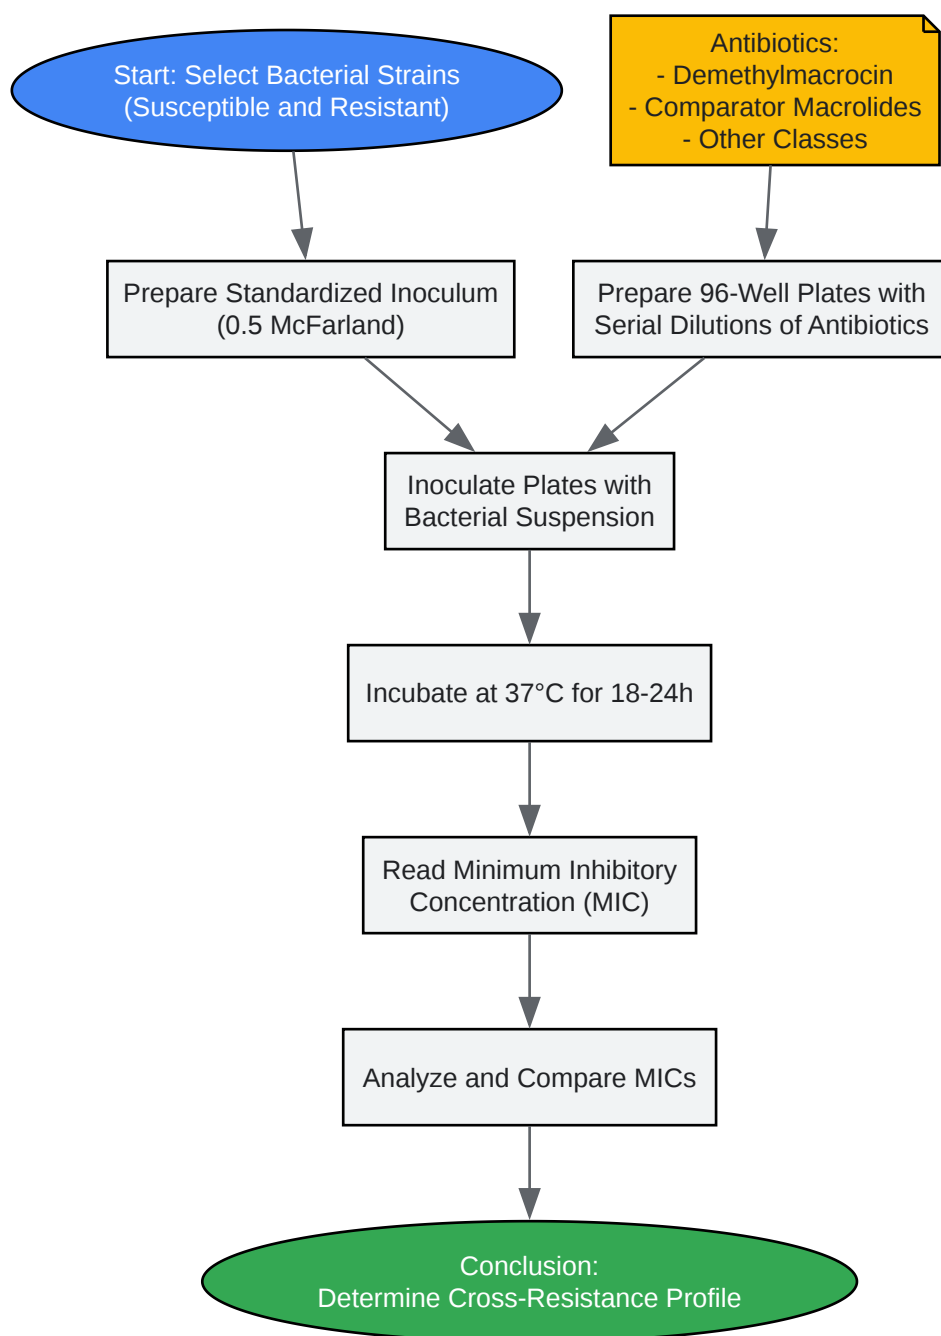 Start: Select Bacterial Strains
(Susceptible and Resistant)
Antibiotics:
- Demethylmacrocin
- Comparator Macrolides
- Other Classes
Prepare Standardized Inoculum
(0.5 McFarland)
Prepare 96-Well Plates with
Serial Dilutions of Antibiotics
Inoculate Plates with
Bacterial Suspension
Incubate at 37°C for 18-24h
Read Minimum Inhibitory
Concentration (MIC)
Analyze and Compare MICs
Conclusion:
Determine Cross-Resistance Profile